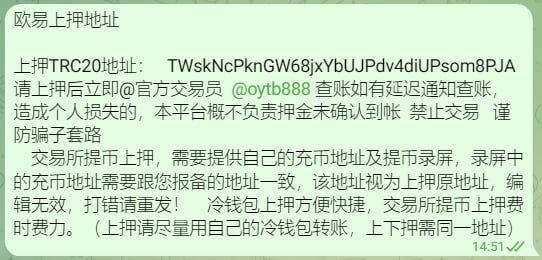 欧易上押地址
上押TRC20地址： TWskNcPknGW68jxYbUJPdv4diUPsom8PJA
请上押后立即@官方交易员 @oytb888 查账如有延迟通知查账，
造成个人损失的，本平台概不负责押金未确认到帐 禁止交易 谨
防骗子套路
交易所提币上押，需要提供自己的充币地址及提币录屏，录屏中
的充币地址需要跟您报备的地址一致，该地址视为上押原地址，编
辑无效，打错请重发！ 冷钱包上押方便快捷，交易所提币上押费
时费力。（上押请尽量用自己的冷钱包转账，上下押需同一地址）
14:51